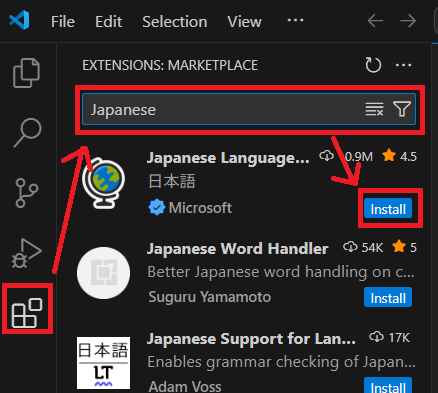 File Edit Selection View ···
EXTENSIONS: MARKETPLACE
Japanese
Japanese Language... 0.9M 4.5
日本語
Microsoft Install
Japanese Word Handler 54K 5
Better Japanese word handling on c...
Suguru Yamamoto Install
Japanese Support for Lan... 17K
日本語
LT
Enables grammar checking of Japan...
Adam Voss Install